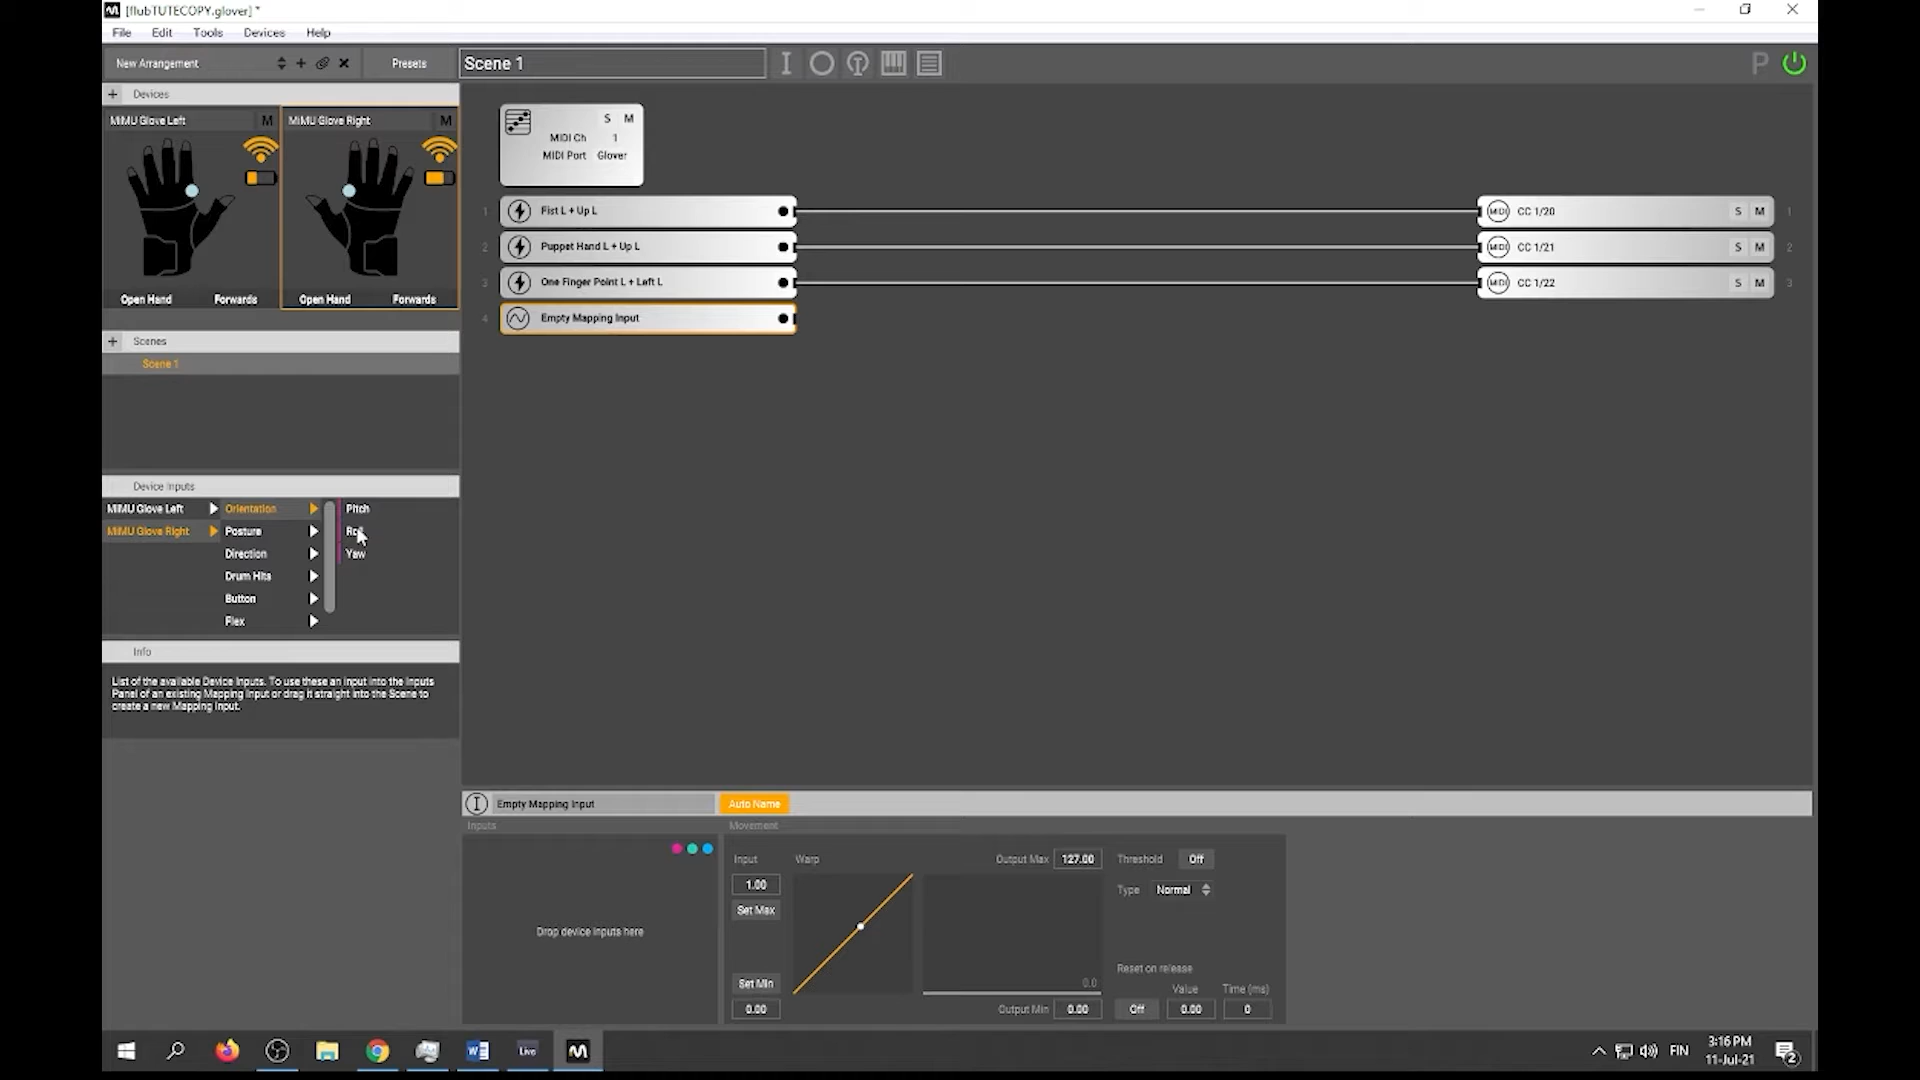 [flubTUTECOPY.glover] *
File Edit Tools Devices Help
New Arrangement Presets Scene 1 P
Devices
MiMU Glove Left M MiMU Glove Right M
Open Hand Forwards Open Hand Forwards
Scenes
Scene 1
Device Inputs
MiMU Glove Left Orientation Pitch
MiMU Glove Right Posture Roll
Direction Yaw
Drum Hits
Button
Flex
Info
List of the available Device Inputs. To use these an input into the Inputs
Panel of an existing Mapping Input or drag it straight into the Scene to
create a new Mapping Input.
S M
MIDI Ch 1
MIDI Port Glover
1 Fist L + Up L MIDI CC 1/20 S M 1
2 Puppet Hand L + Up L MIDI CC 1/21 S M 2
3 One Finger Point L + Left L MIDI CC 1/22 S M 3
4 Empty Mapping Input
Empty Mapping Input Auto Name
Inputs Movement
Input Warp Output Max 127.00 Threshold Off
1.00 Type Normal
Set Max
Drop device inputs here
Reset on release
Set Min 0.0 Value Time (ms)
0.00 Output Min 0.00 Off 0.00 0
Live FIN 3:16 PM
11-Jul-21 2